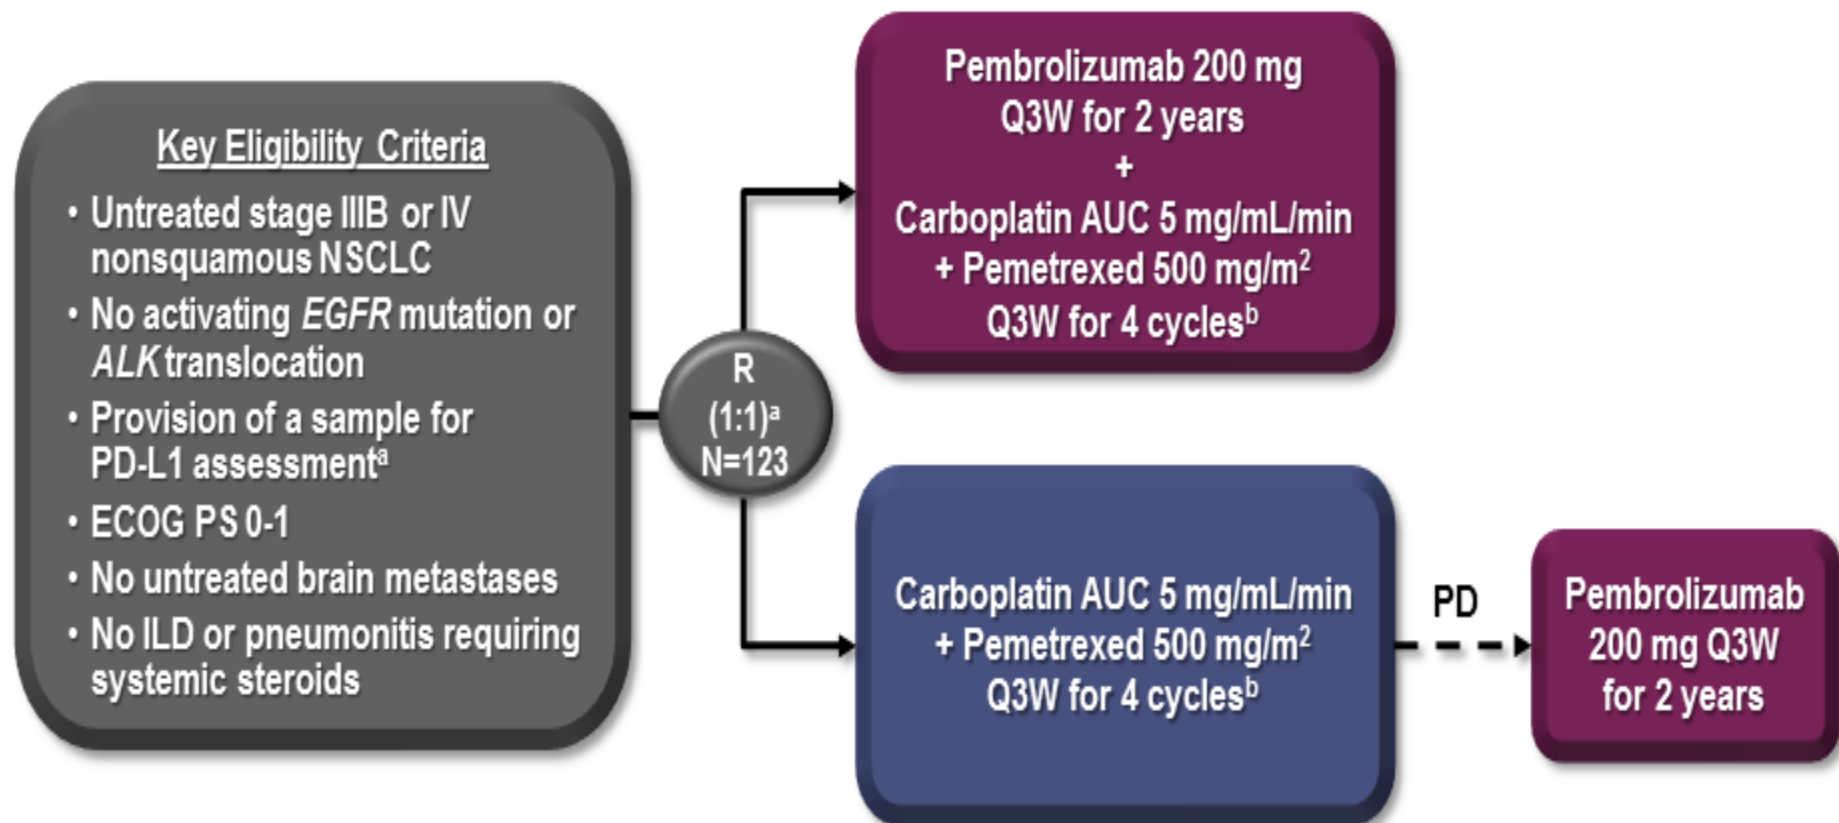 Key Eligibility Criteria
• Untreated stage IIIB or IV
nonsquamous NSCLC
• No activating EGFR mutation or
ALK translocation
• Provision of a sample for
PD-L1 assessmentª
• ECOG PS 0-1
• No untreated brain metastases
• No ILD or pneumonitis requiring
systemic steroids
R
(1:1)ª
N=123
Pembrolizumab 200 mg
Q3W for 2 years
+
Carboplatin AUC 5 mg/mL/min
+ Pemetrexed 500 mg/m²
Q3W for 4 cyclesᵇ
Carboplatin AUC 5 mg/mL/min
+ Pemetrexed 500 mg/m²
Q3W for 4 cyclesᵇ
PD
Pembrolizumab
200 mg Q3W
for 2 years